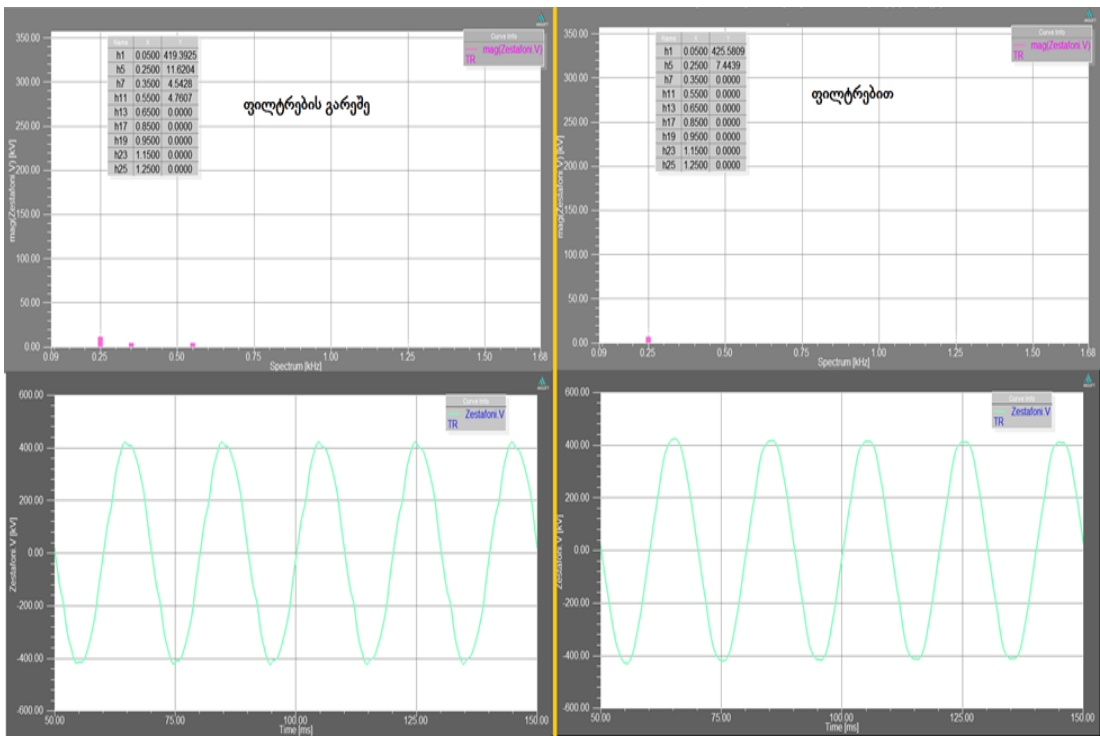 Curve Info
mag(Zestafoni.V)
TR
Name X Y
h1 0.0500 419.3925
h5 0.2500 11.6204
h7 0.3500 4.5428
h11 0.5500 4.7607
h13 0.6500 0.0000
h17 0.8500 0.0000
h19 0.9500 0.0000
h23 1.1500 0.0000
h25 1.2500 0.0000
ფილტრების გარეშე
mag(Zestafoni.V) [kV]
350.00
300.00
250.00
200.00
150.00
100.00
50.00
0.00
0.09 0.25 0.50 0.75 1.00 1.25 1.50 1.68
Spectrum [kHz]
Curve Info
mag(Zestafoni.V)
TR
Name X Y
h1 0.0500 425.5809
h5 0.2500 7.4439
h7 0.3500 0.0000
h11 0.5500 0.0000
h13 0.6500 0.0000
h17 0.8500 0.0000
h19 0.9500 0.0000
h23 1.1500 0.0000
h25 1.2500 0.0000
ფილტრებით
mag(Zestafoni.V) [kV]
350.00
300.00
250.00
200.00
150.00
100.00
50.00
0.00
0.09 0.25 0.50 0.75 1.00 1.25 1.50 1.68
Spectrum [kHz]
Curve Info
Zestafoni.V
TR
Zestafoni.V [kV]
600.00
400.00
200.00
0.00
-200.00
-400.00
-600.00
50.00 75.00 100.00 125.00 150.00
Time [ms]
Curve Info
Zestafoni.V
TR
Zestafoni.V [kV]
600.00
400.00
200.00
0.00
-200.00
-400.00
-600.00
50.00 75.00 100.00 125.00 150.00
Time [ms]